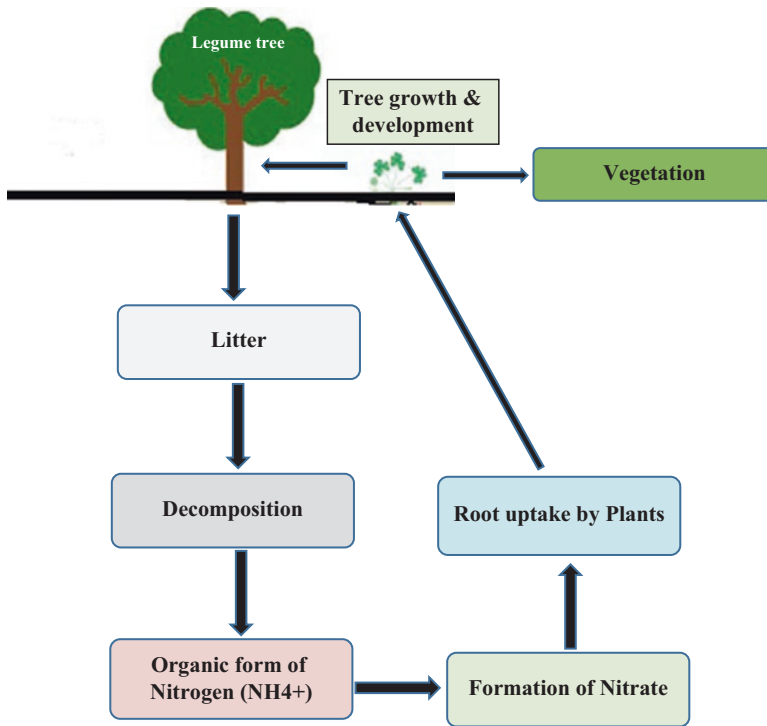 Legume tree
Tree growth &
development
Vegetation
Litter
Decomposition
Root uptake by Plants
Organic form of
Nitrogen (NH4+)
Formation of Nitrate